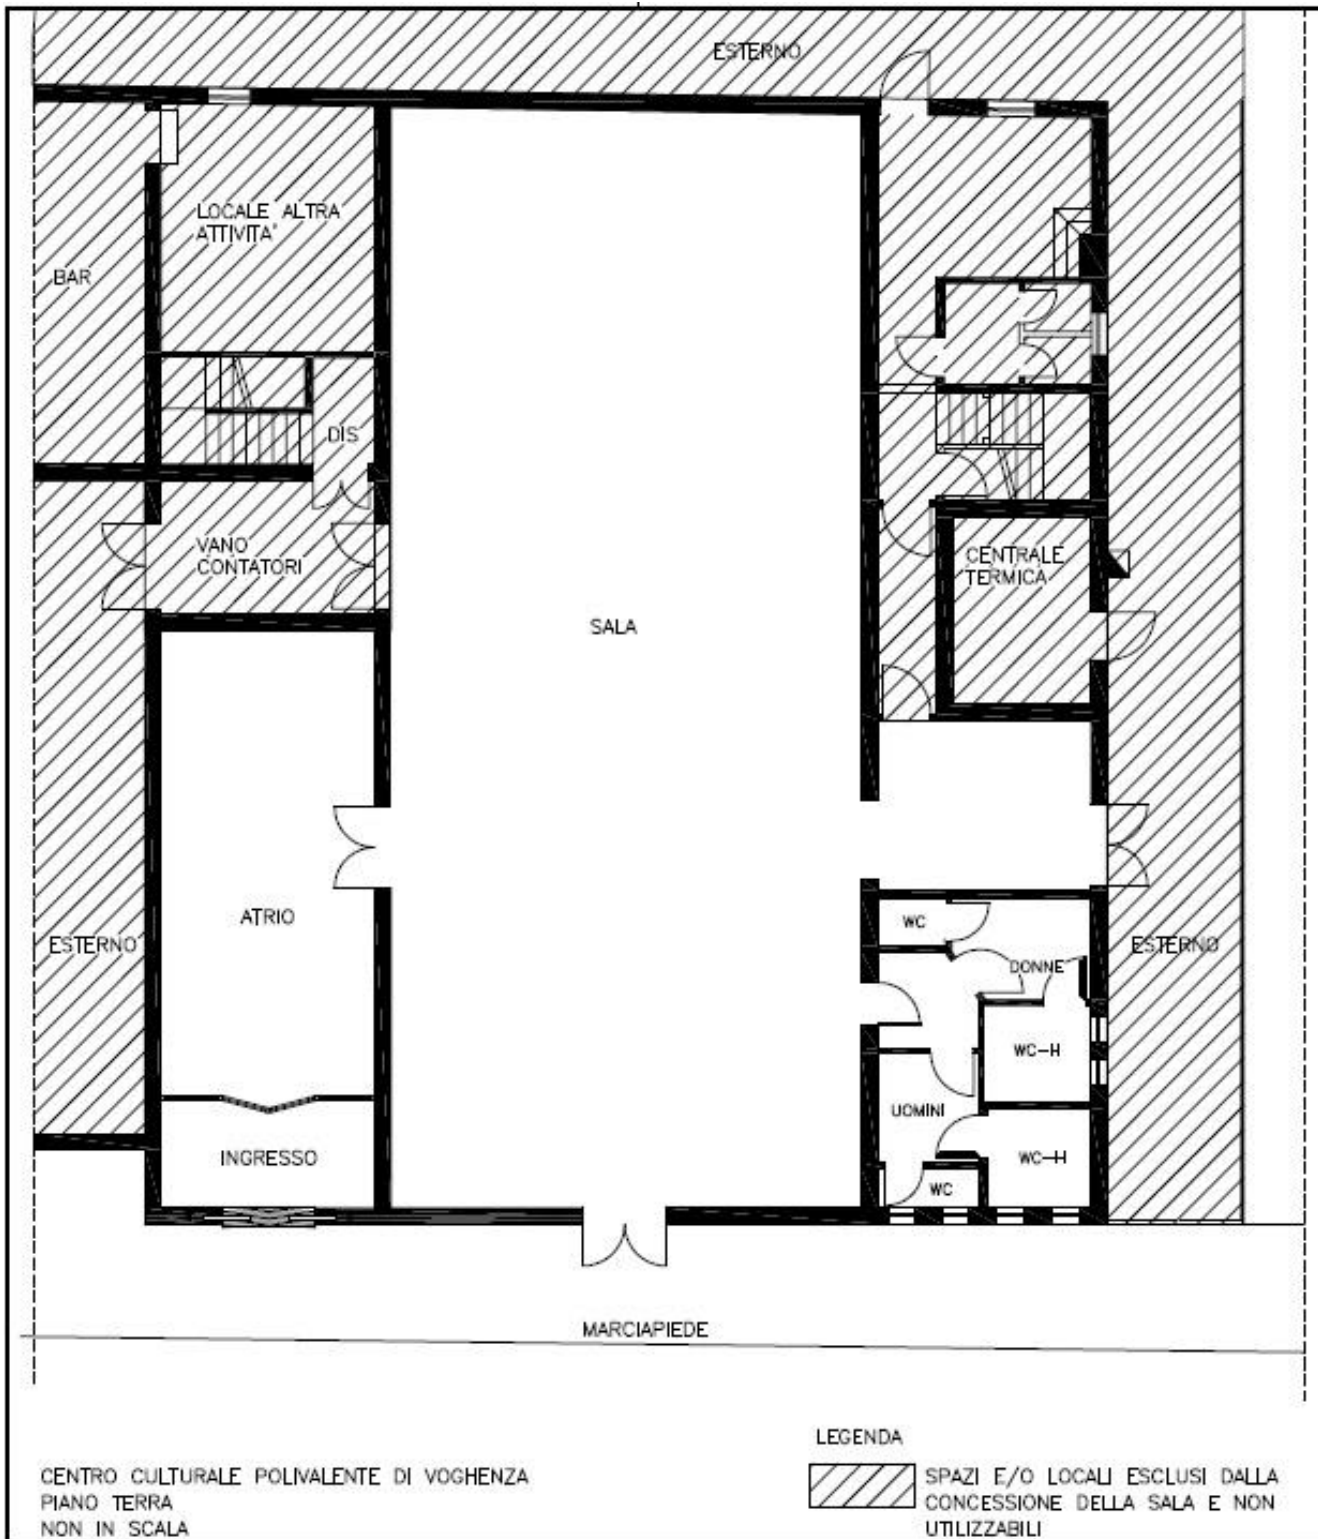 ESTERNO
LOCALE ALTRA
ATTIVITA'
BAR
DIS
VANO
CONTATORI
CENTRALE
TERMICA
SALA
ATRIO
WC
ESTERNO
ESTERNO
DONNE
WC-H
UOMINI
INGRESSO
WC-H
WC
MARCIAPIEDE
LEGENDA
SPAZI E/O LOCALI ESCLUSI DALLA
CONCESSIONE DELLA SALA E NON
UTILIZZABILI
CENTRO CULTURALE POLIVALENTE DI VOGHENZA
PIANO TERRA
NON IN SCALA